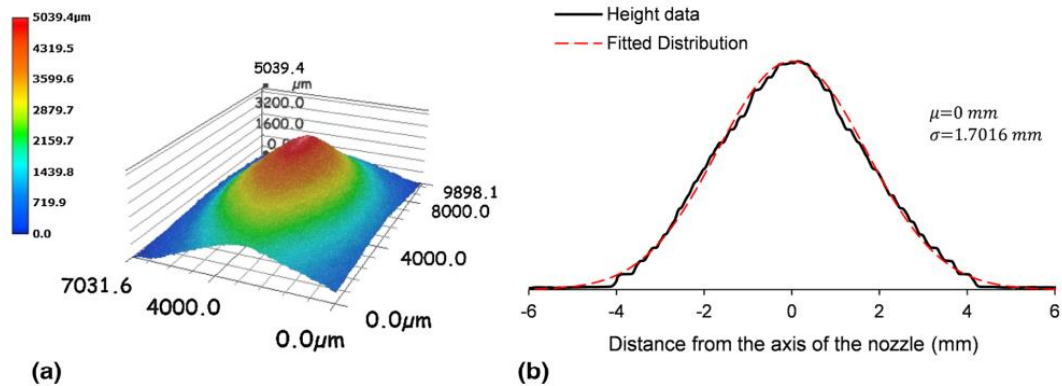 5039.4µm
4319.5
3599.6
2879.7
2159.7
1439.8
719.9
0.0
5039.4
µm
3200.0
1600.0
9898.1
8000.0
4000.0
0.0µm
7031.6
4000.0
0.0µm
(a)
Height data
Fitted Distribution
μ=0 mm
σ=1.7016 mm
-6 -4 -2 0 2 4 6
Distance from the axis of the nozzle (mm)
(b)